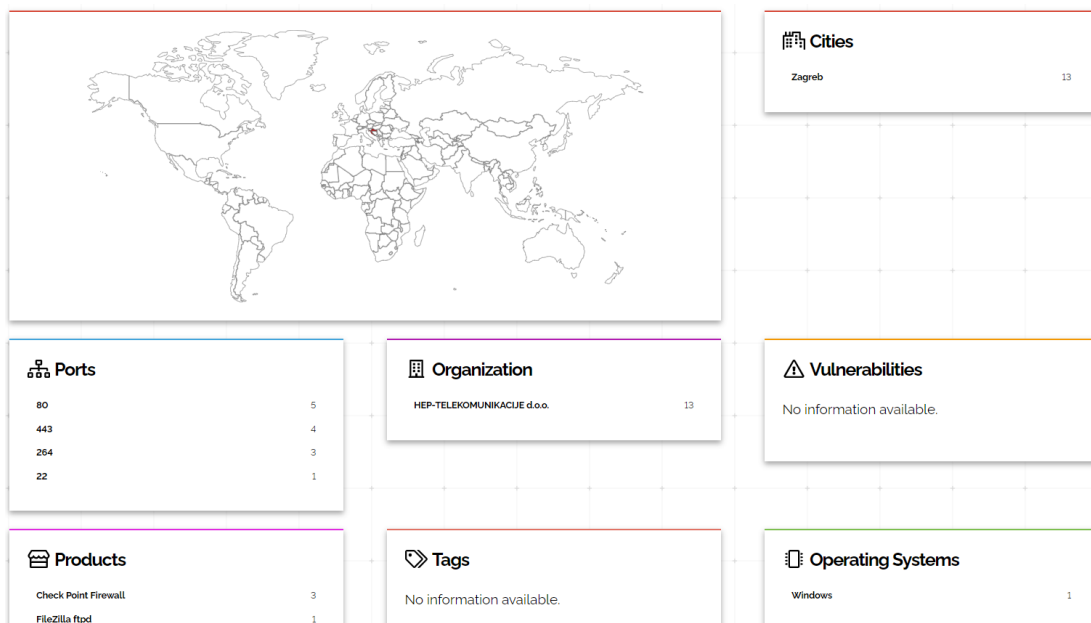 Cities
Zagreb 13
Ports
80 5
443 4
264 3
22 1
Organization
HEP-TELEKOMUNIKACIJE d.o.o. 13
Vulnerabilities
No information available.
Products
Check Point Firewall 3
FileZilla ftpd 1
Tags
No information available.
Operating Systems
Windows 1